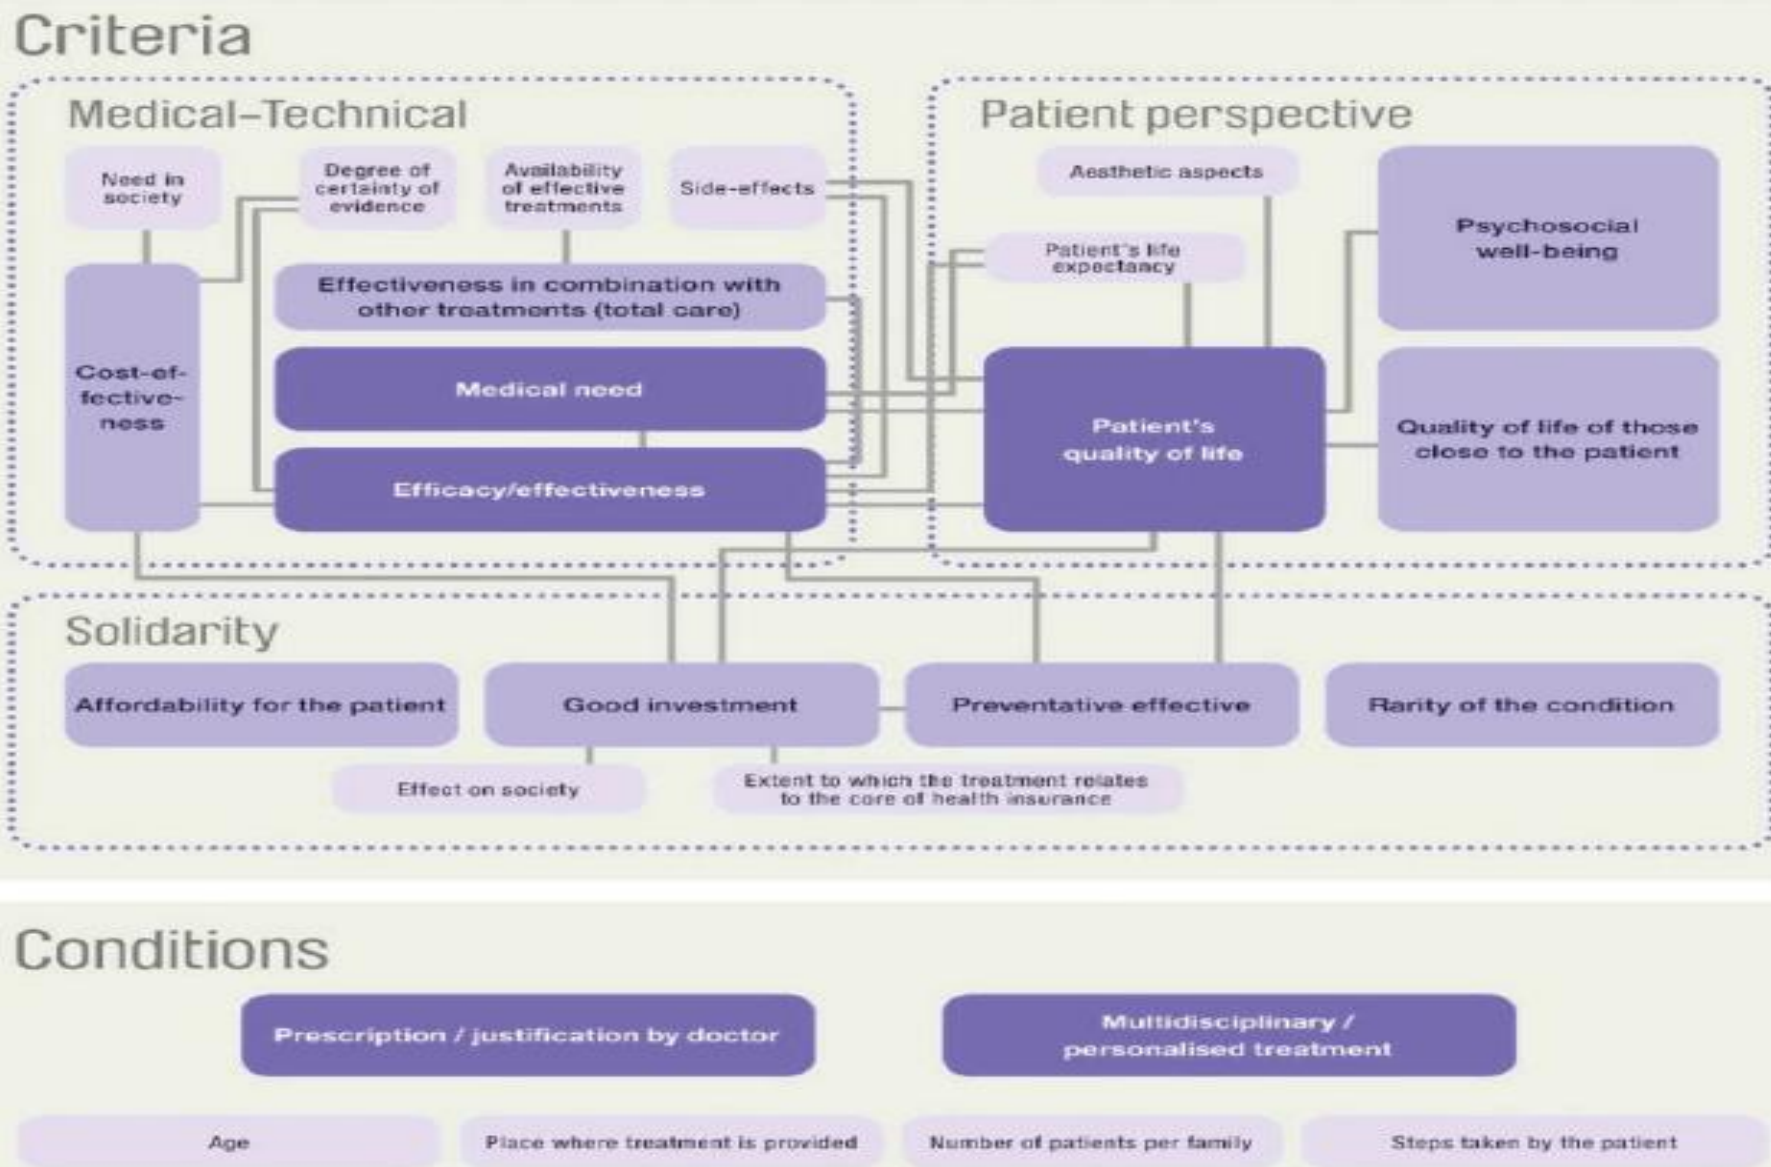 Criteria
Medical–Technical
Need in
society
Degree of
certainty of
evidence
Availability
of effective
treatments
Side-effects
Effectiveness in combination with
other treatments (total care)
Cost-ef-
fective-
ness
Medical need
Efficacy/effectiveness
Patient perspective
Aesthetic aspects
Patient's life
expectancy
Psychosocial
well-being
Patient's
quality of life
Quality of life of those
close to the patient
Solidarity
Affordability for the patient
Good investment
Preventative effective
Rarity of the condition
Effect on society
Extent to which the treatment relates
to the core of health insurance
Conditions
Prescription / justification by doctor
Multidisciplinary /
personalised treatment
Age
Place where treatment is provided
Number of patients per family
Steps taken by the patient